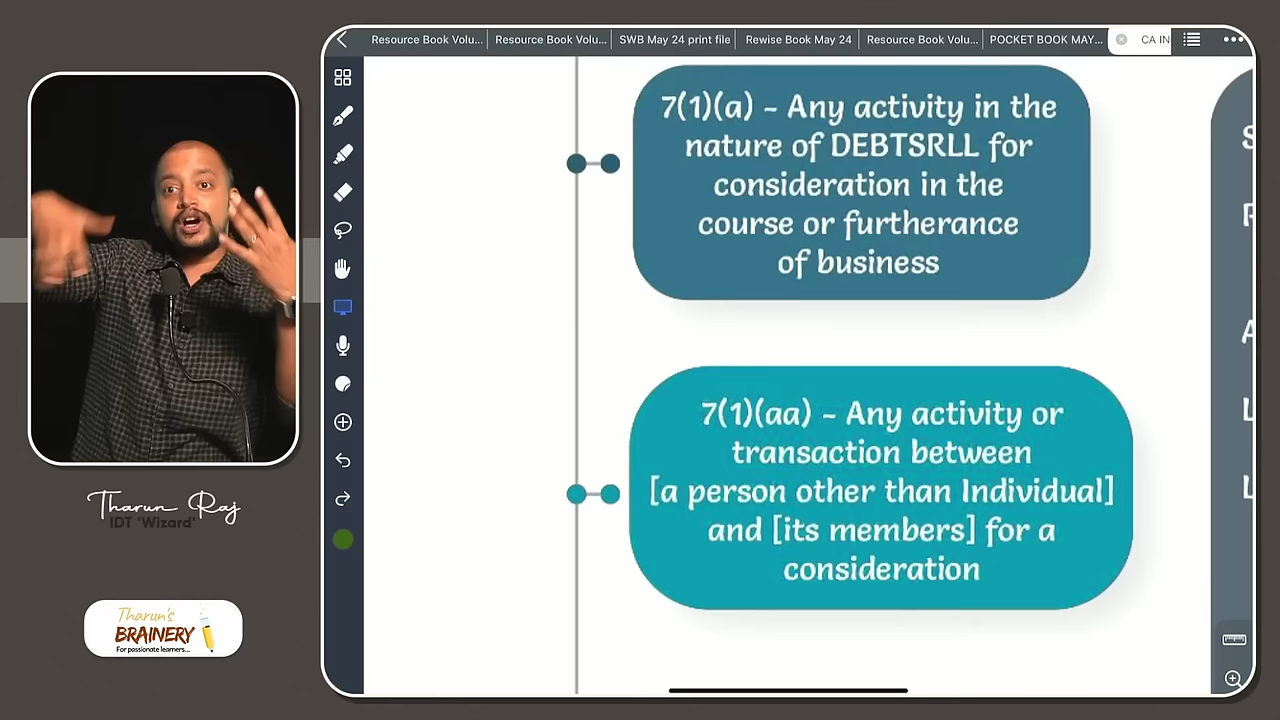 Resource Book Volu...
Resource Book Volu...
SWB May 24 print file
Rewise Book May 24
Resource Book Volu...
POCKET BOOK MAY...
CA IN
7(1)(a) - Any activity in the
nature of DEBTSRLL for
consideration in the
course or furtherance
of business
7(1)(aa) - Any activity or
transaction between
[a person other than Individual]
and [its members] for a
consideration
Tharun Raj
IDT 'Wizard'
Tharun's
BRAINERY
For passionate learners...